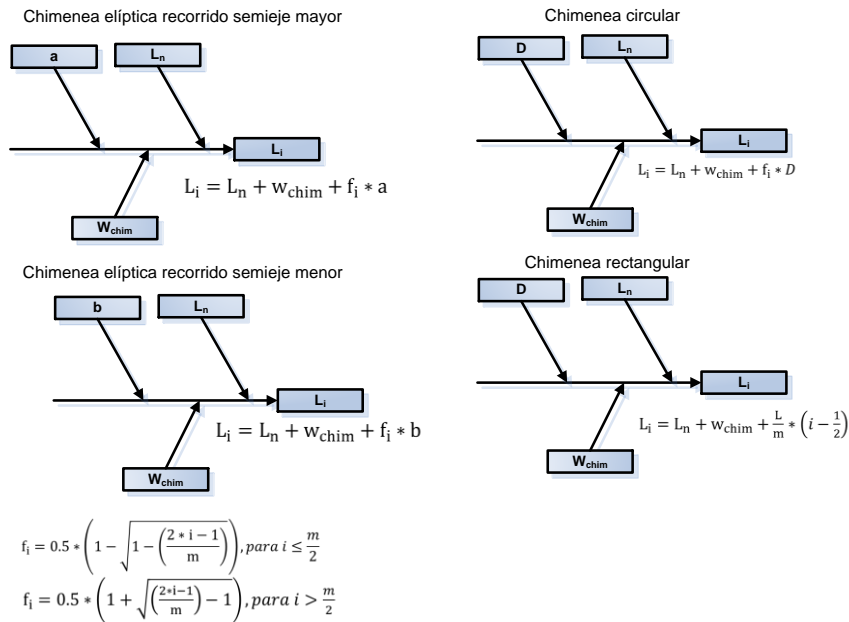 Chimenea elíptica recorrido semieje mayor
a
Lₙ
Lᵢ
Lᵢ = Lₙ + w_chim + fᵢ * a
W_chim
Chimenea elíptica recorrido semieje menor
b
Lₙ
Lᵢ
Lᵢ = Lₙ + w_chim + fᵢ * b
W_chim
fᵢ = 0.5 * (1 − √(1 − ((2 * i − 1)/m))), para i ≤ m/2
fᵢ = 0.5 * (1 + √(((2*i−1)/m) − 1)), para i > m/2
Chimenea circular
D
Lₙ
Lᵢ
Lᵢ = Lₙ + w_chim + fᵢ * D
W_chim
Chimenea rectangular
D
Lₙ
Lᵢ
Lᵢ = Lₙ + w_chim + L/m * (i − 1/2)
W_chim